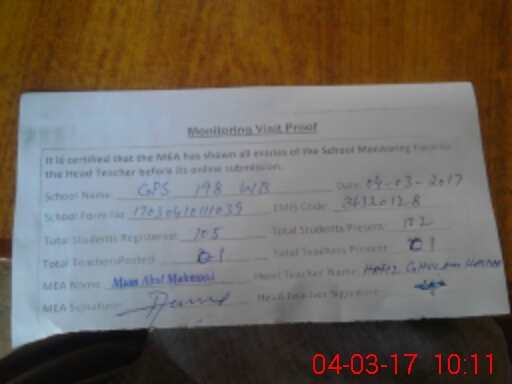 Monitoring Visit Proof
It is certified that the MEA has shown all entries of the School Monitoring Form to
the Head Teacher before its online submission.
School Name: GPS 198 WB Date: 04-03-2017
School Form No: EMIS Code:
Total Students Registered: 105 Total Students Present: 102
Total Teachers Posted: 01 Total Teachers Present: 01
MEA Name: Head Teacher Name: HAFIZ GHULAM
MEA Signature: Head Teacher Signature:
04-03-17 10:11